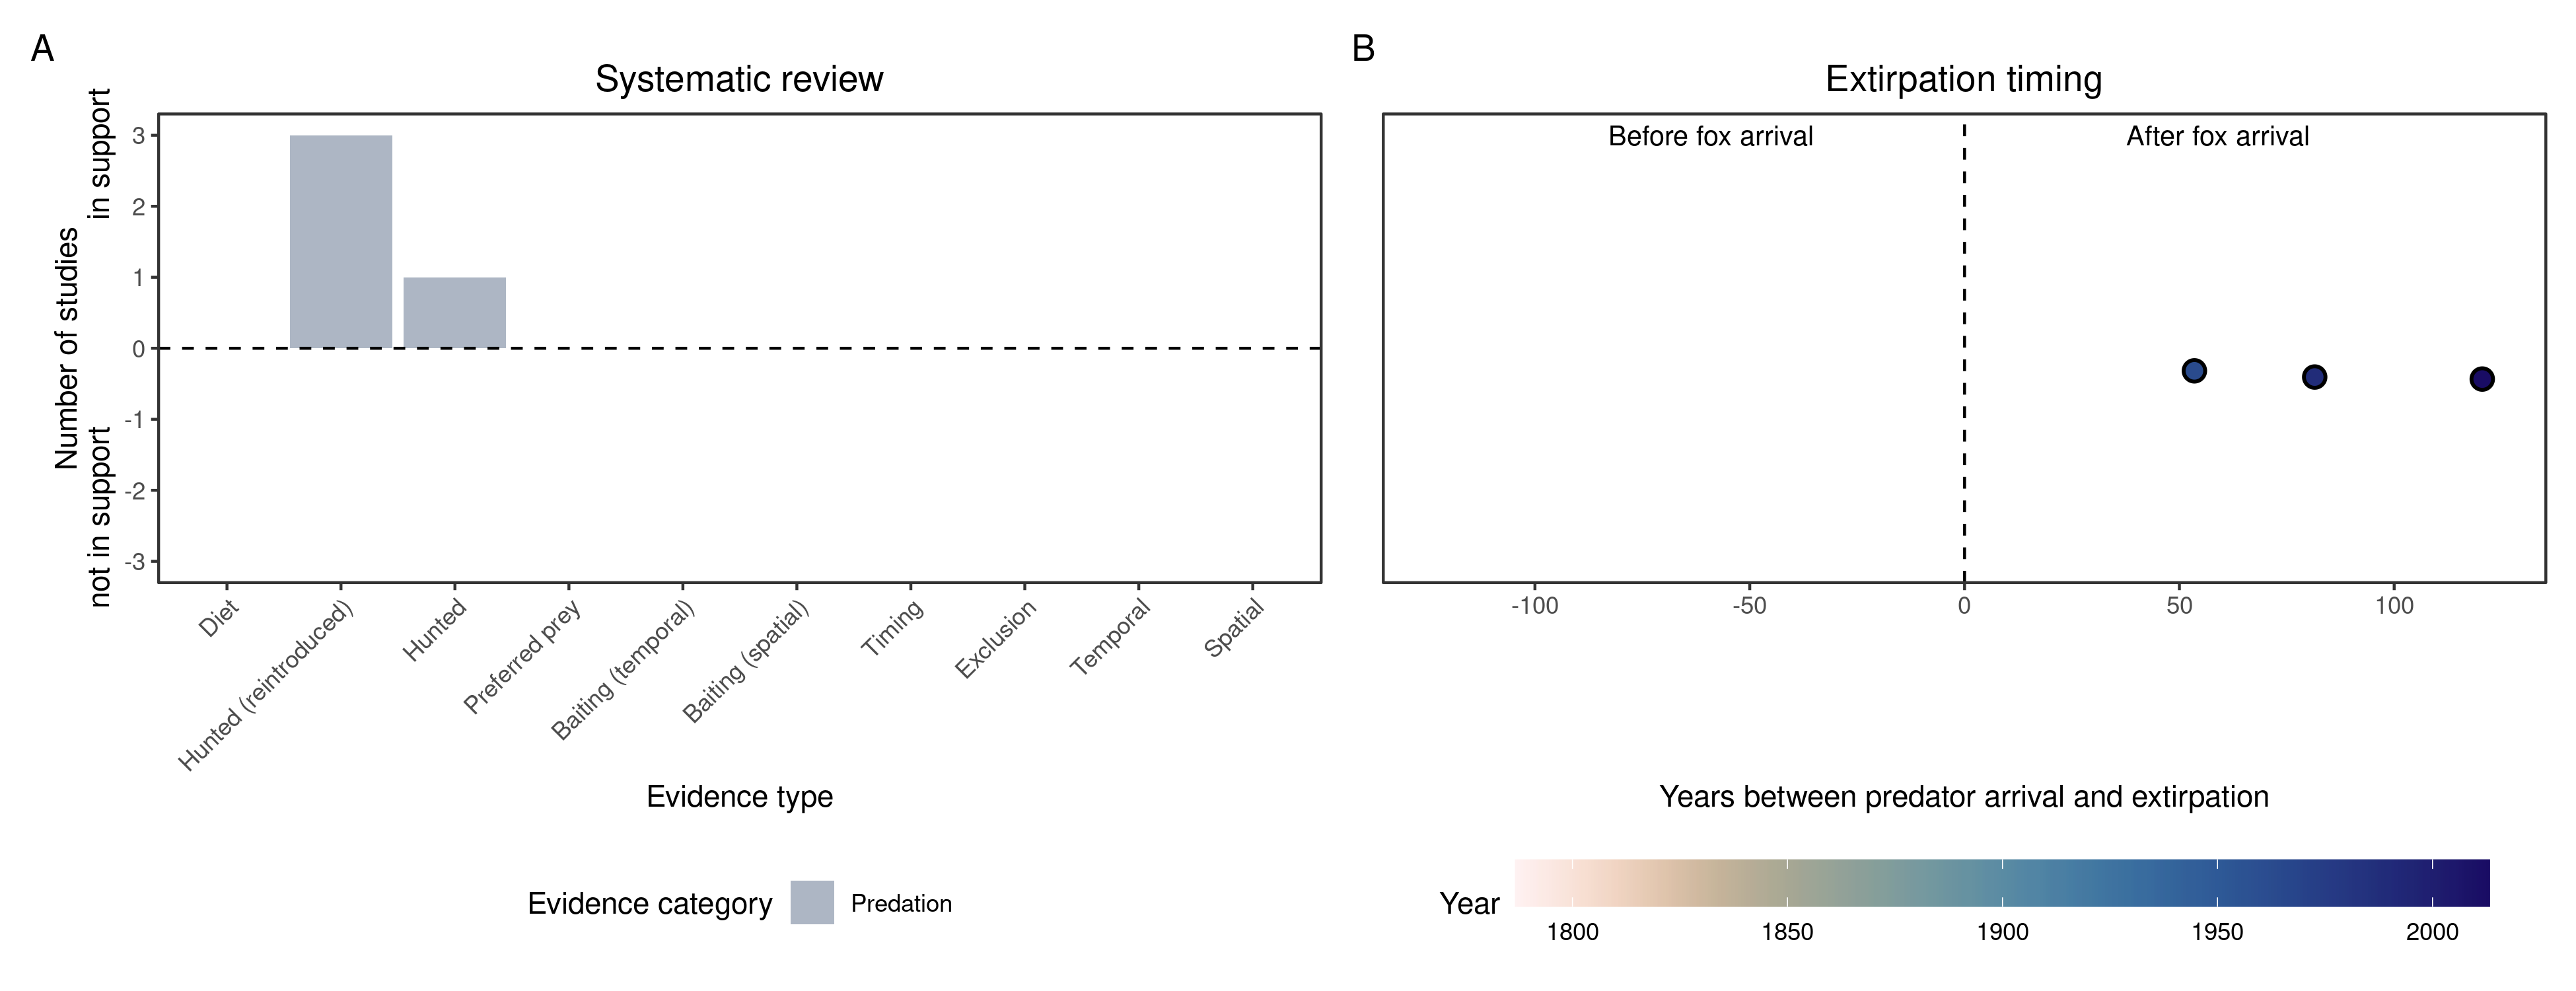 A
Systematic review
Number of studies
not in support in support
3
2
1
0
-1
-2
-3
Diet
Hunted (reintroduced)
Hunted
Preferred prey
Baiting (temporal)
Baiting (spatial)
Timing
Exclusion
Temporal
Spatial
Evidence type
Evidence category Predation
B
Extirpation timing
Before fox arrival After fox arrival
-100 -50 0 50 100
Years between predator arrival and extirpation
Year
1800 1850 1900 1950 2000